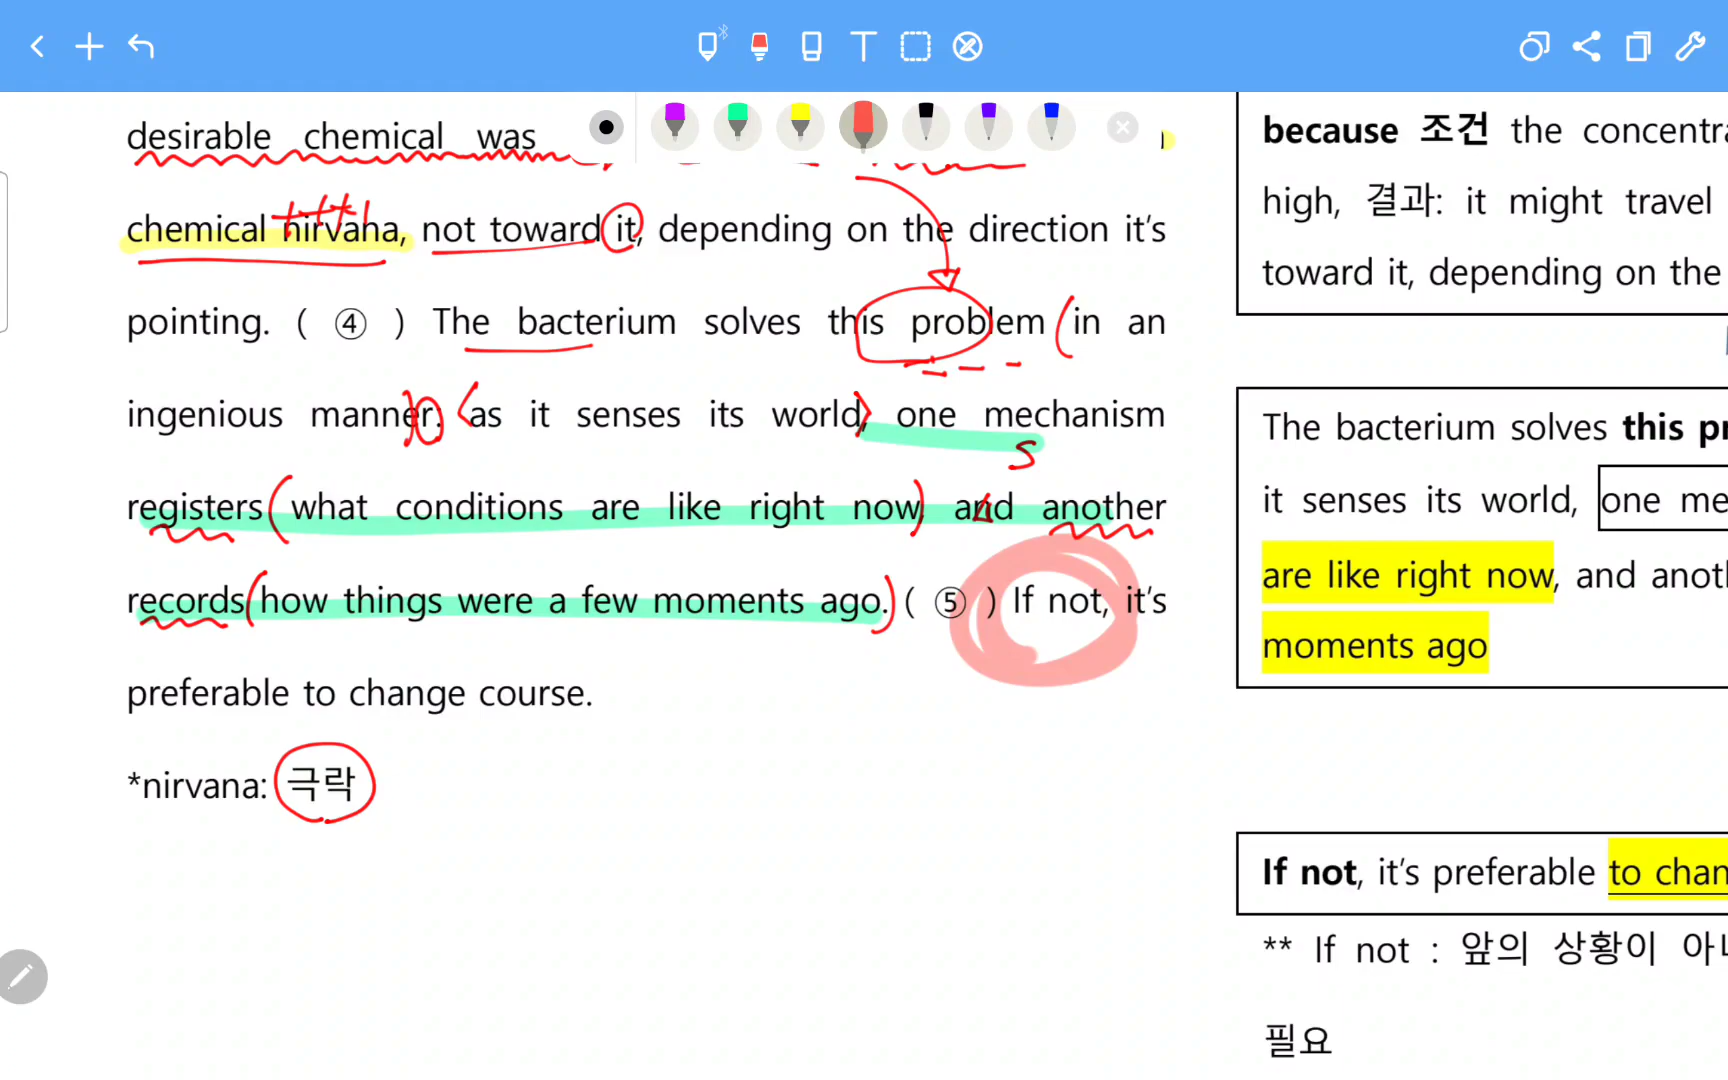 desirable chemical was
chemical nirvana, not toward it, depending on the direction it's
pointing. ( ④ ) The bacterium solves this problem in an
ingenious manner: as it senses its world, one mechanism
s
registers what conditions are like right now and another
records how things were a few moments ago. ( ⑤ ) If not, it's
preferable to change course.
*nirvana: 극락
because 조건 the concentra
high, 결과: it might travel
toward it, depending on the
The bacterium solves this pr
it senses its world, one me
are like right now, and anot
moments ago
If not, it's preferable to chan
** If not : 앞의 상황이 아
필요